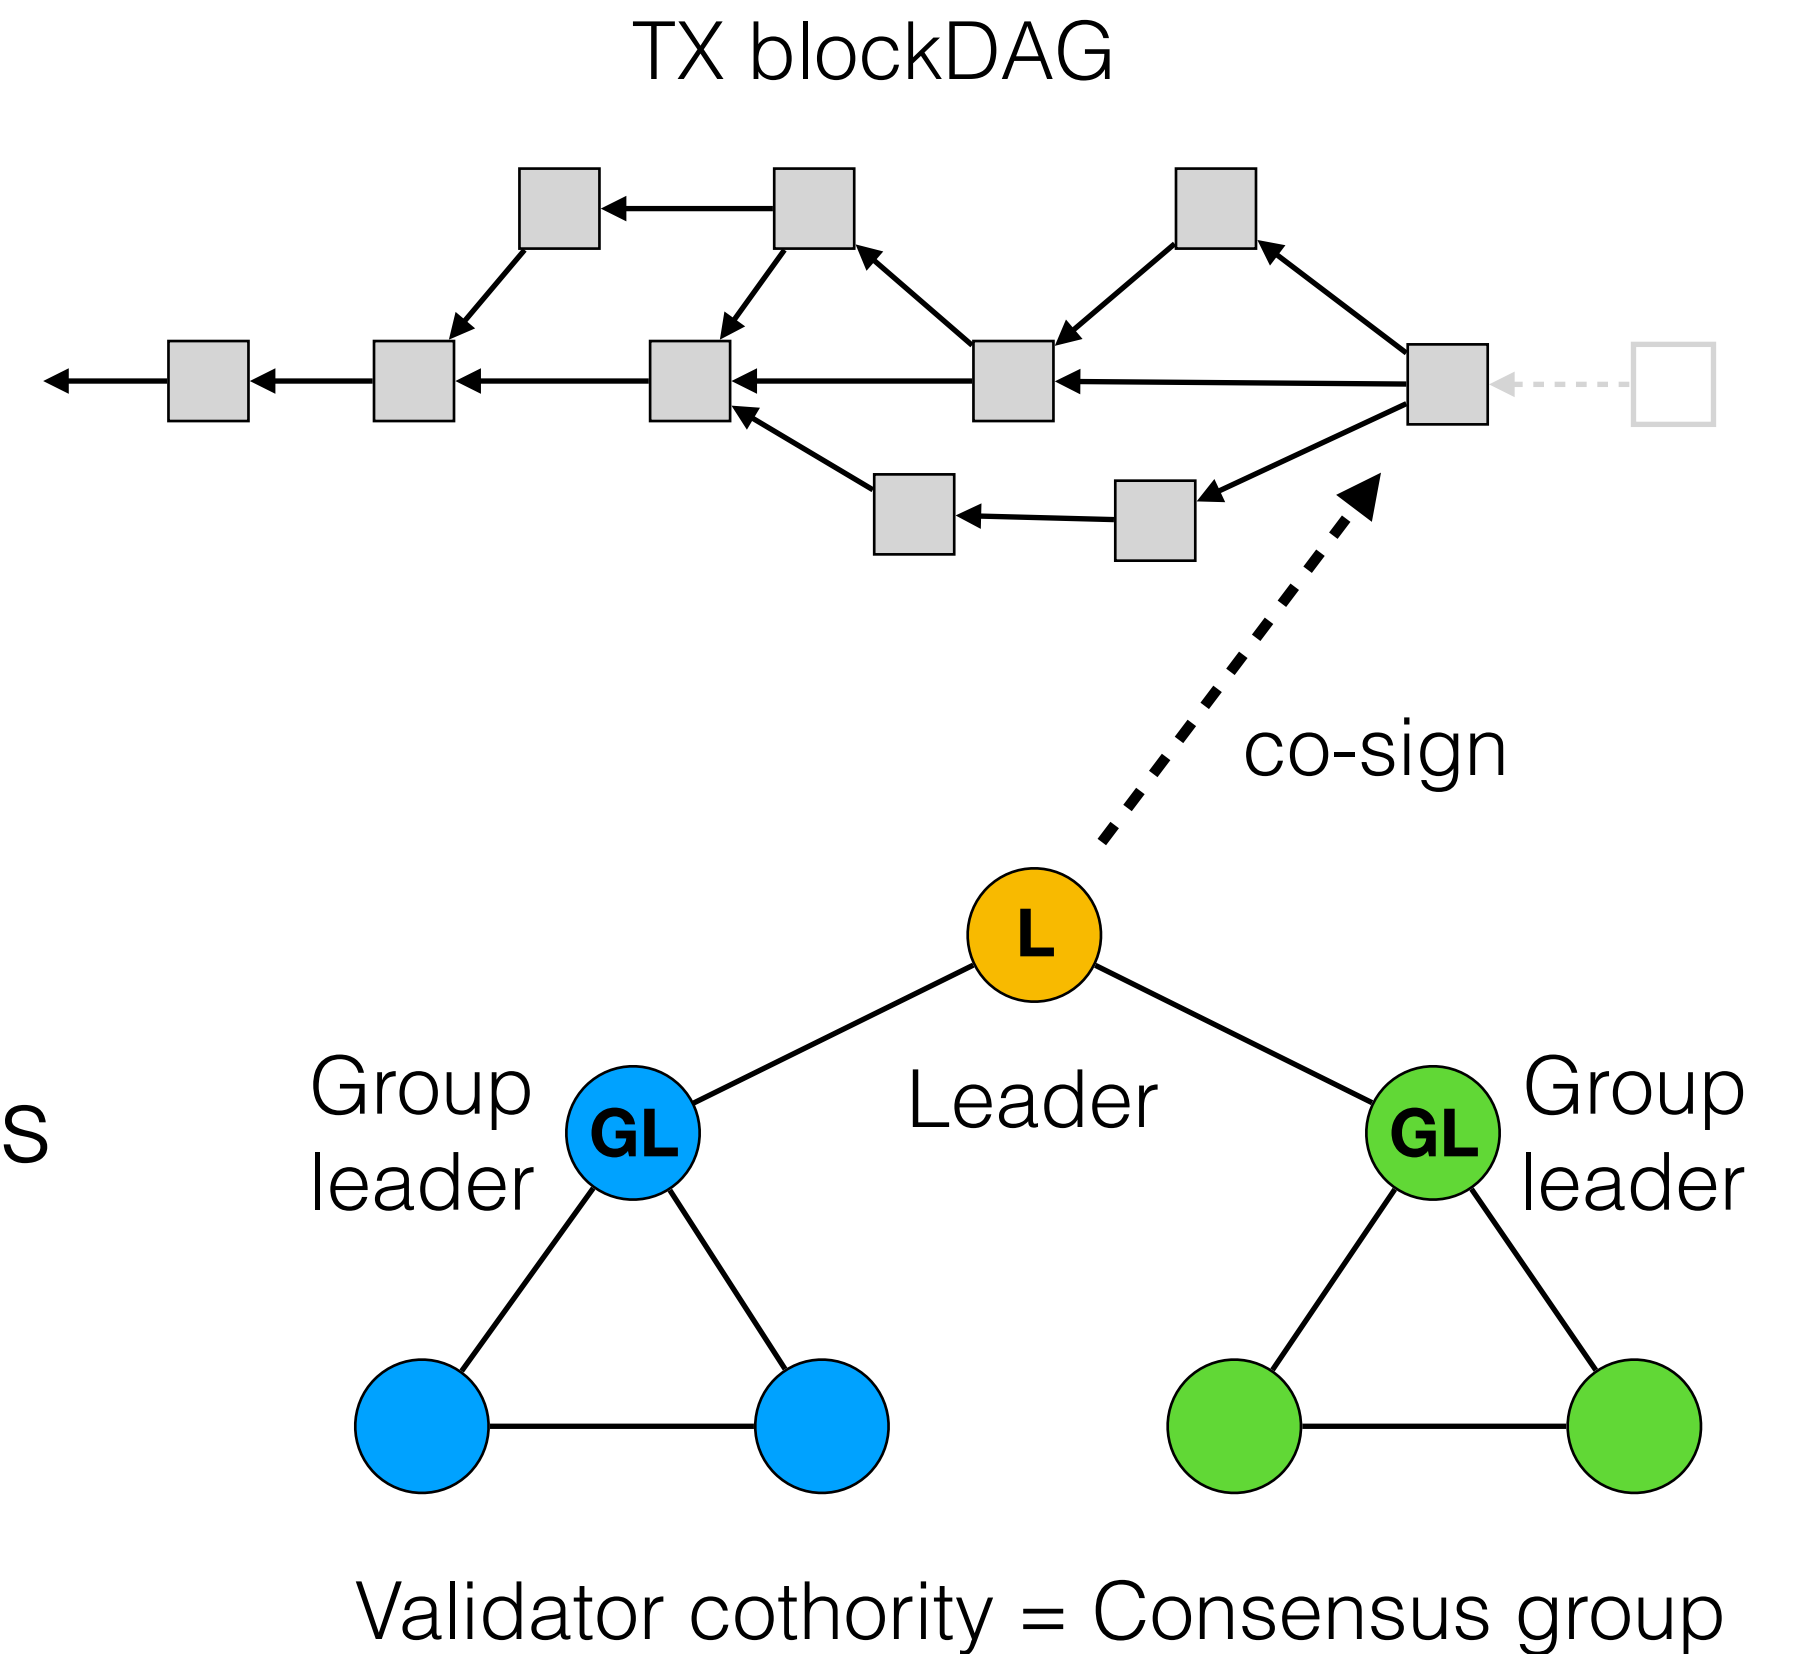 TX blockDAG
co-sign
L
Group
leader
GL
Leader
GL
Group
leader
s
Validator cothority = Consensus group